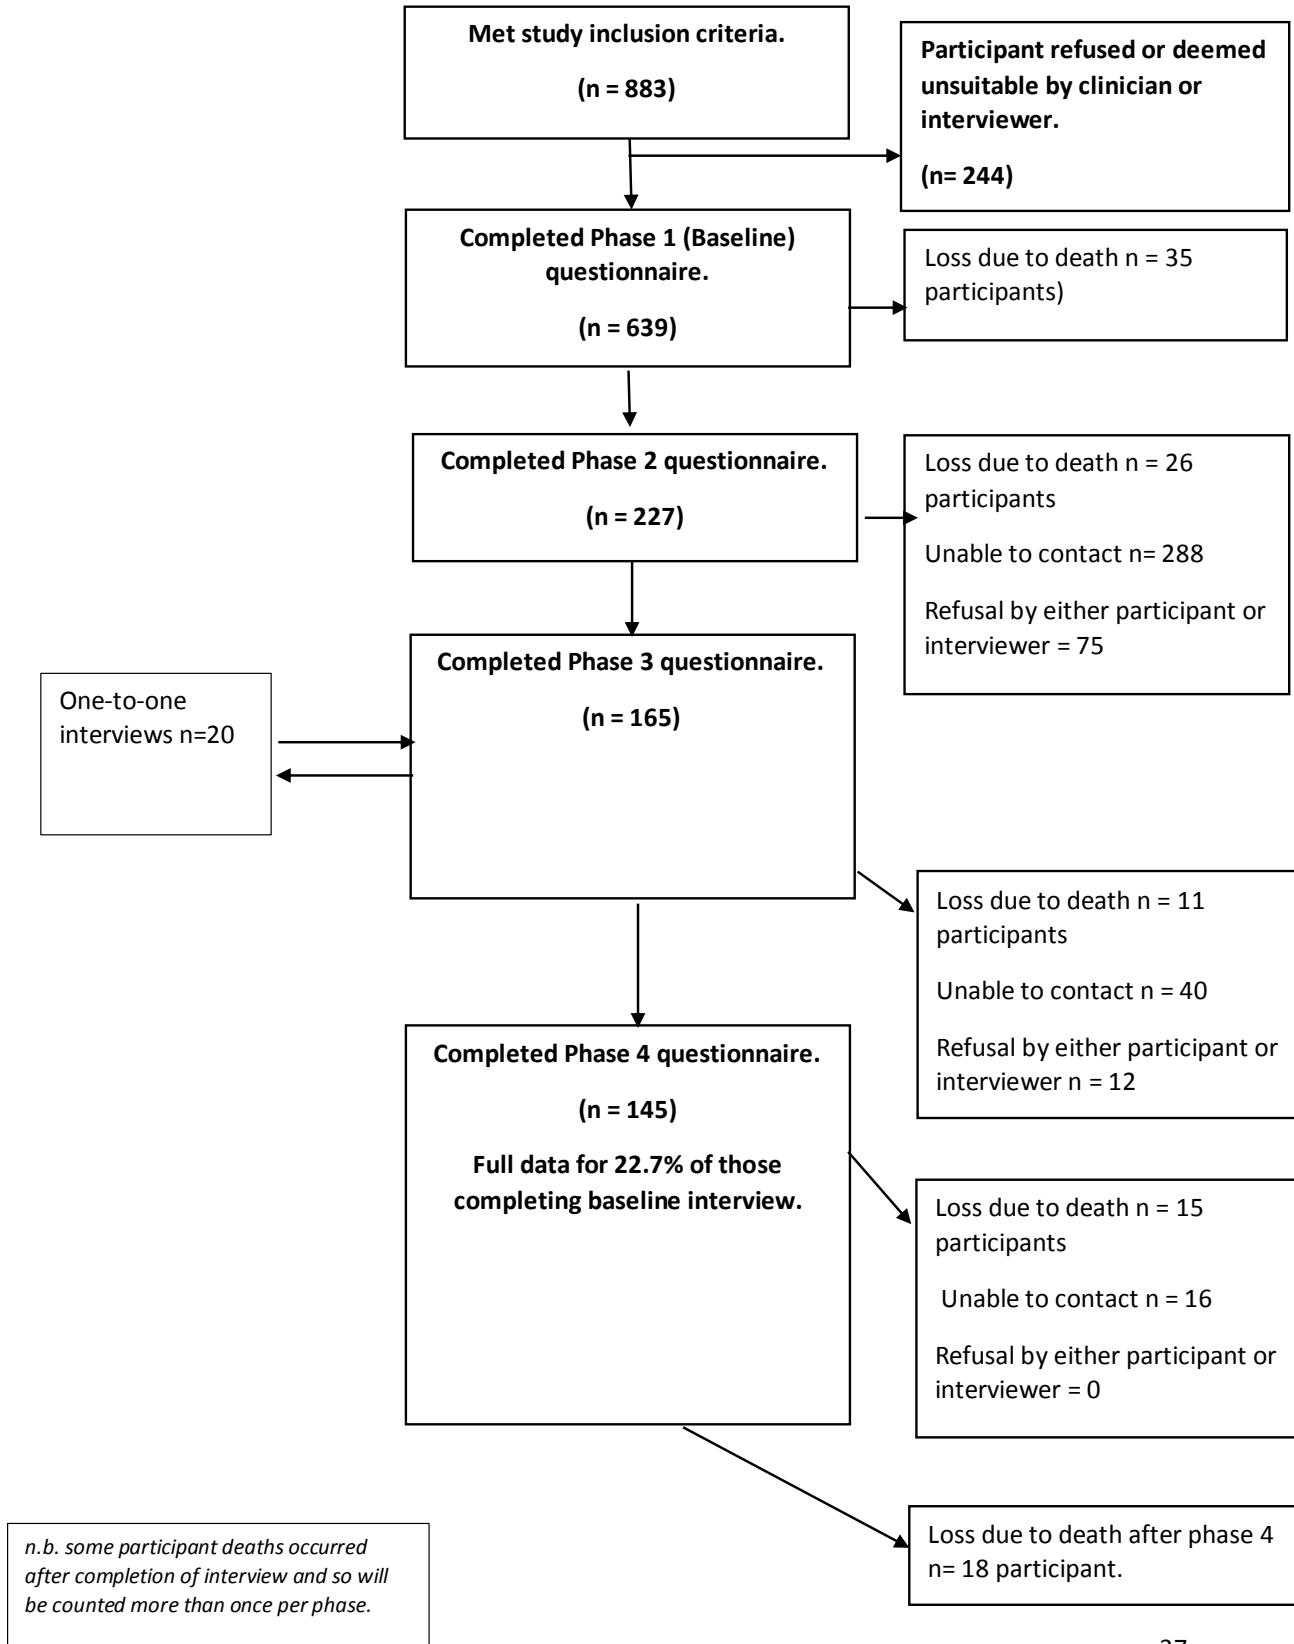 Met study inclusion criteria.
(n = 883)
Participant refused or deemed
unsuitable by clinician or
interviewer.
(n= 244)
Completed Phase 1 (Baseline)
questionnaire.
(n = 639)
Loss due to death n = 35
participants)
Completed Phase 2 questionnaire.
(n = 227)
Loss due to death n = 26
participants
Unable to contact n= 288
Refusal by either participant or
interviewer = 75
Completed Phase 3 questionnaire.
(n = 165)
One-to-one
interviews n=20
Loss due to death n = 11
participants
Unable to contact n = 40
Refusal by either participant or
interviewer n = 12
Completed Phase 4 questionnaire.
(n = 145)
Full data for 22.7% of those
completing baseline interview.
Loss due to death n = 15
participants
Unable to contact n = 16
Refusal by either participant or
interviewer = 0
Loss due to death after phase 4
n= 18 participant.
n.b. some participant deaths occurred
after completion of interview and so will
be counted more than once per phase.